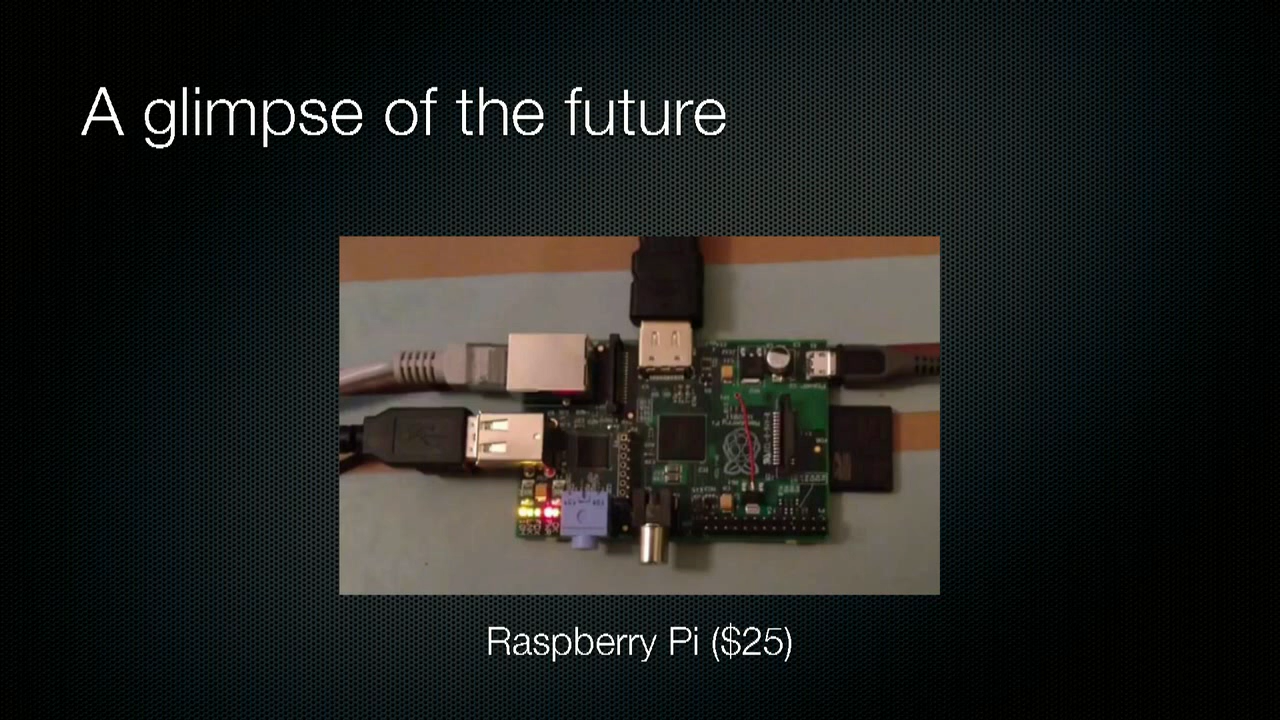 A glimpse of the future
Raspberry Pi ($25)